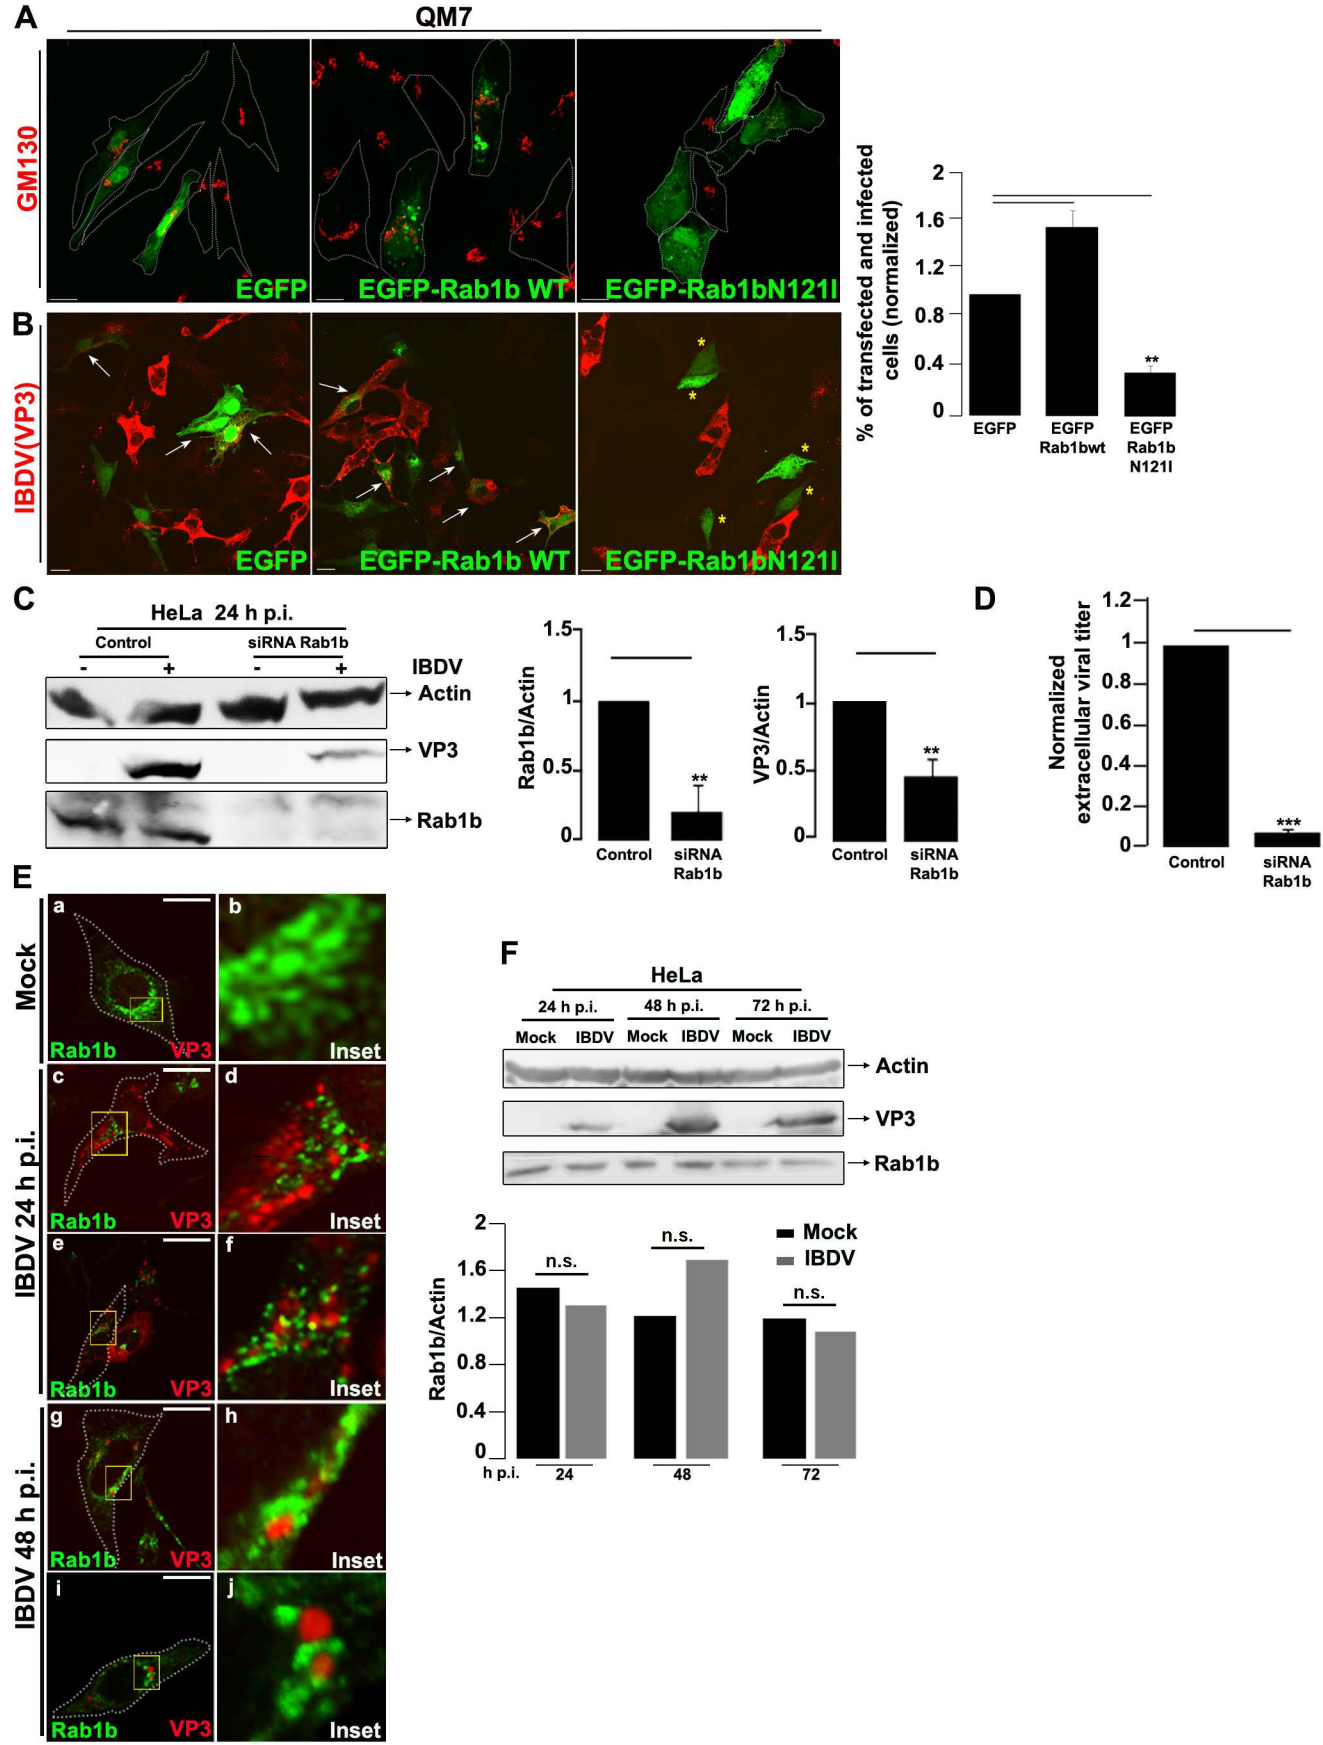 A
QM7
GM130
EGFP
EGFP-Rab1b WT
EGFP-Rab1bN121I
B
IBDV(VP3)
EGFP
EGFP-Rab1b WT
EGFP-Rab1bN121I
* * * * *
% of transfected and infected
cells (normalized)
2
1.6
1.2
0.8
0.4
0
**
EGFP
EGFP
Rab1bwt
EGFP
Rab1b
N121I
C
HeLa 24 h p.i.
Control
siRNA Rab1b
- + - + IBDV
Actin
VP3
Rab1b
Rab1b/Actin
1.5
1
0.5
0
**
Control
siRNA
Rab1b
VP3/Actin
1.5
1
0.5
0
**
Control
siRNA
Rab1b
D
Normalized
extracellular viral titer
1.2
1
0.8
0.6
0.4
0.2
0
***
Control
siRNA
Rab1b
E
Mock
a
Rab1b VP3
b
Inset
IBDV 24 h p.i.
c
Rab1b VP3
d
Inset
e
Rab1b VP3
f
Inset
IBDV 48 h p.i.
g
Rab1b VP3
h
Inset
i
Rab1b VP3
j
Inset
F
HeLa
24 h p.i. 48 h p.i. 72 h p.i.
Mock IBDV Mock IBDV Mock IBDV
Actin
VP3
Rab1b
Rab1b/Actin
2
1.6
1.2
0.8
0.4
0
n.s.
n.s.
n.s.
Mock
IBDV
h p.i. 24 48 72